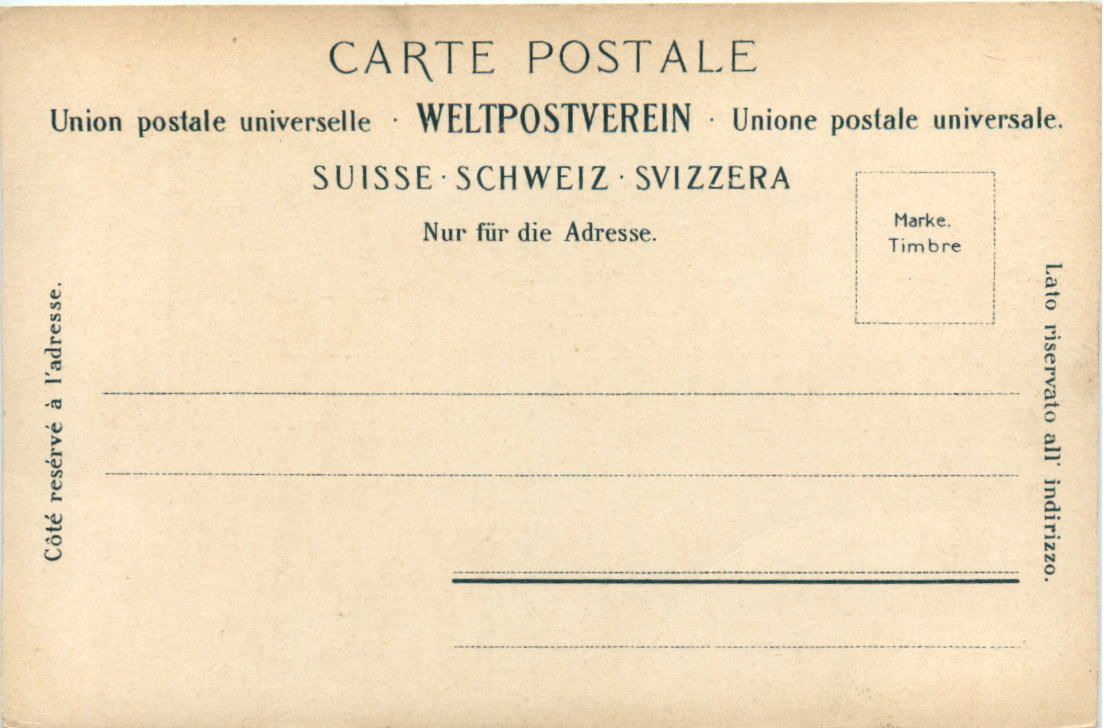 CARTE POSTALE
Union postale universelle · WELTPOSTVEREIN · Unione postale universale.
SUISSE · SCHWEIZ · SVIZZERA
Nur für die Adresse.
Marke.
Timbre
Côté resérvé à l'adresse.
Lato riservato all' indirizzo.